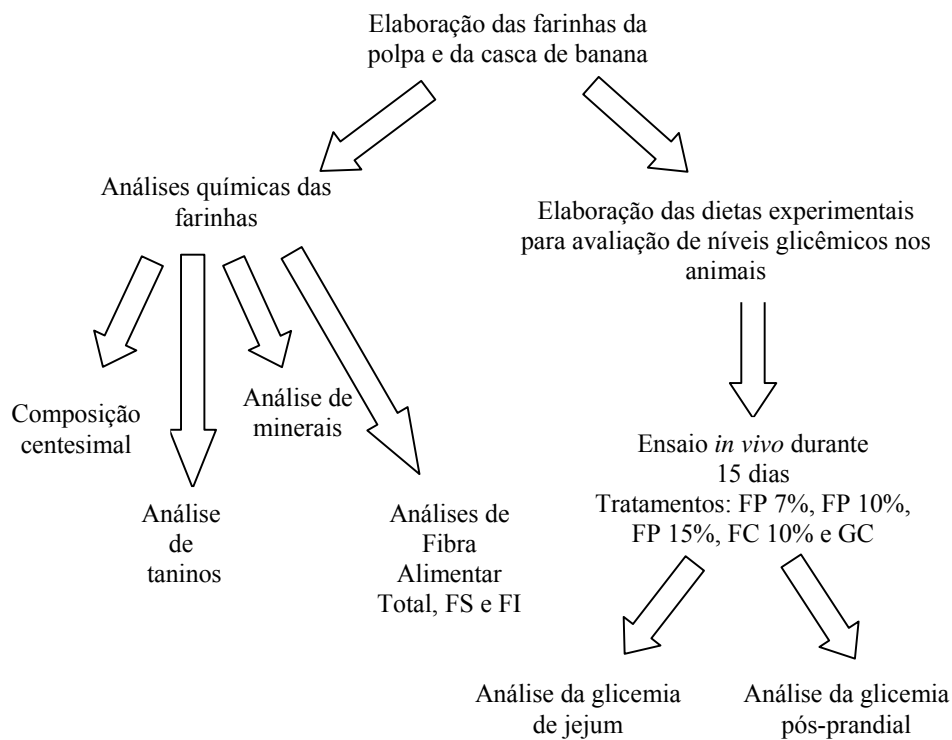 Elaboração das farinhas da
polpa e da casca de banana
Análises químicas das
farinhas
Elaboração das dietas experimentais
para avaliação de níveis glicêmicos nos
animais
Composição
centesimal
Análise de
minerais
Análise
de
taninos
Análises de
Fibra
Alimentar
Total, FS e FI
Ensaio in vivo durante
15 dias
Tratamentos: FP 7%, FP 10%,
FP 15%, FC 10% e GC
Análise da glicemia
de jejum
Análise da glicemia
pós-prandial